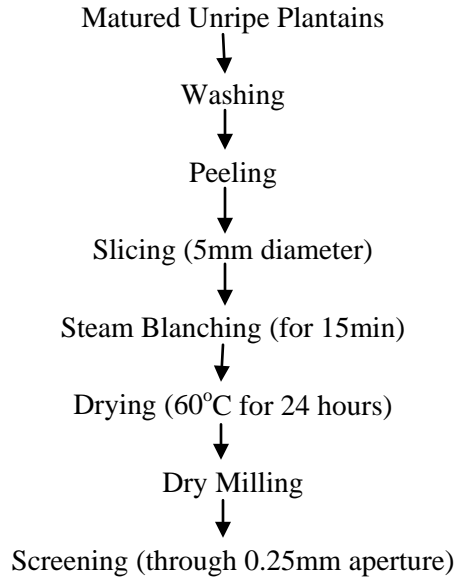 Matured Unripe Plantains
Washing
Peeling
Slicing (5mm diameter)
Steam Blanching (for 15min)
Drying (60°C for 24 hours)
Dry Milling
Screening (through 0.25mm aperture)